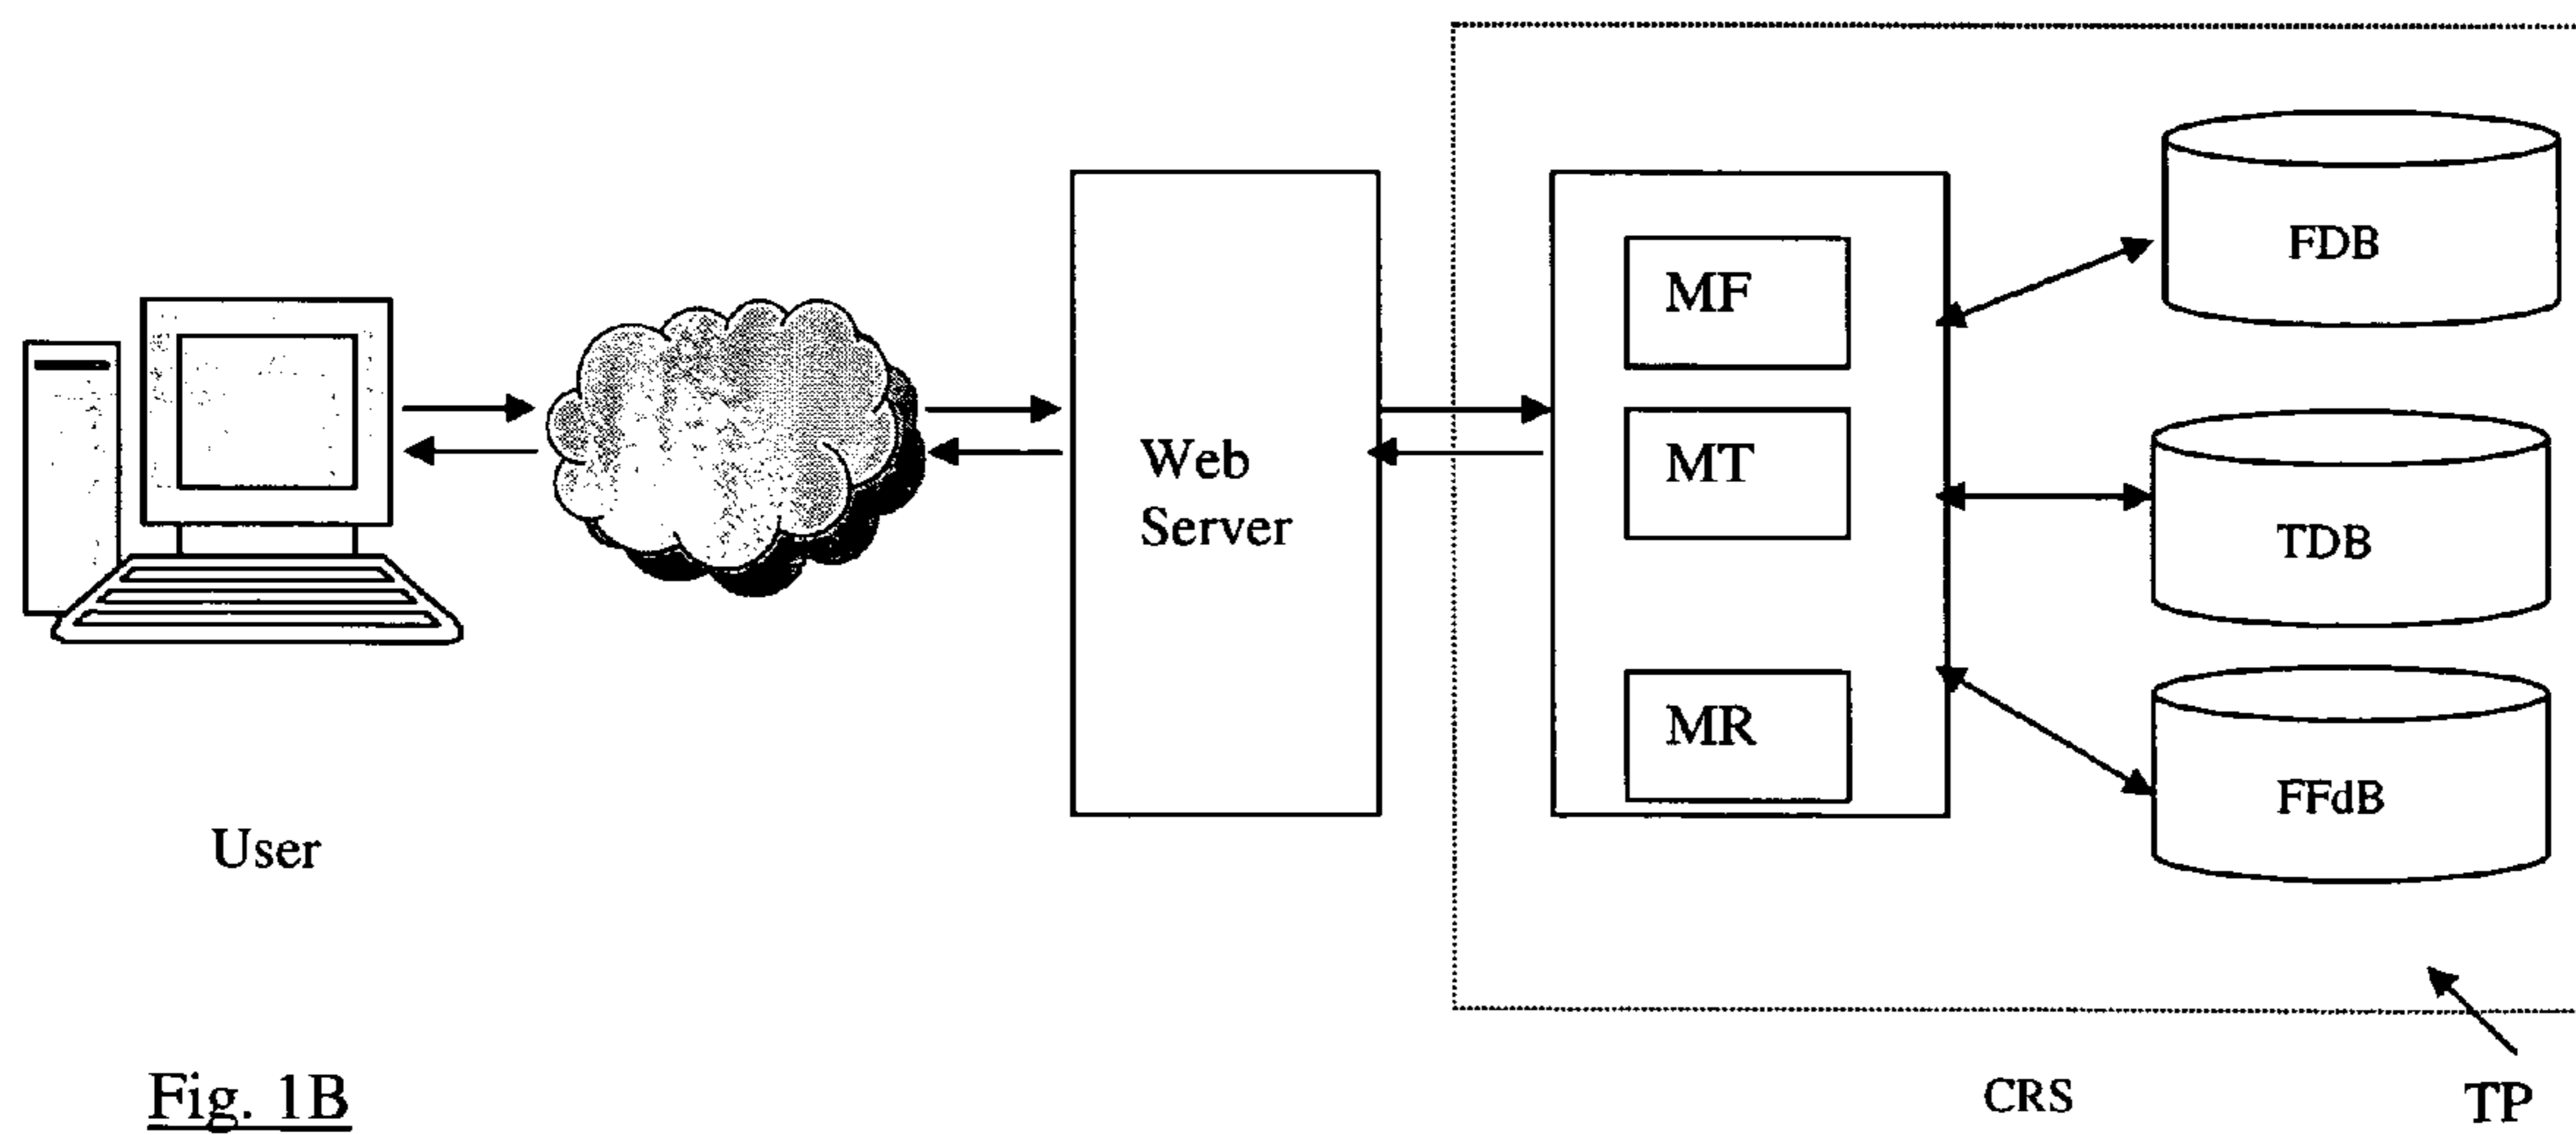 User
Web
Server
MF
MT
MR
FDB
TDB
FFdB
CRS
TP
Fig. 1B